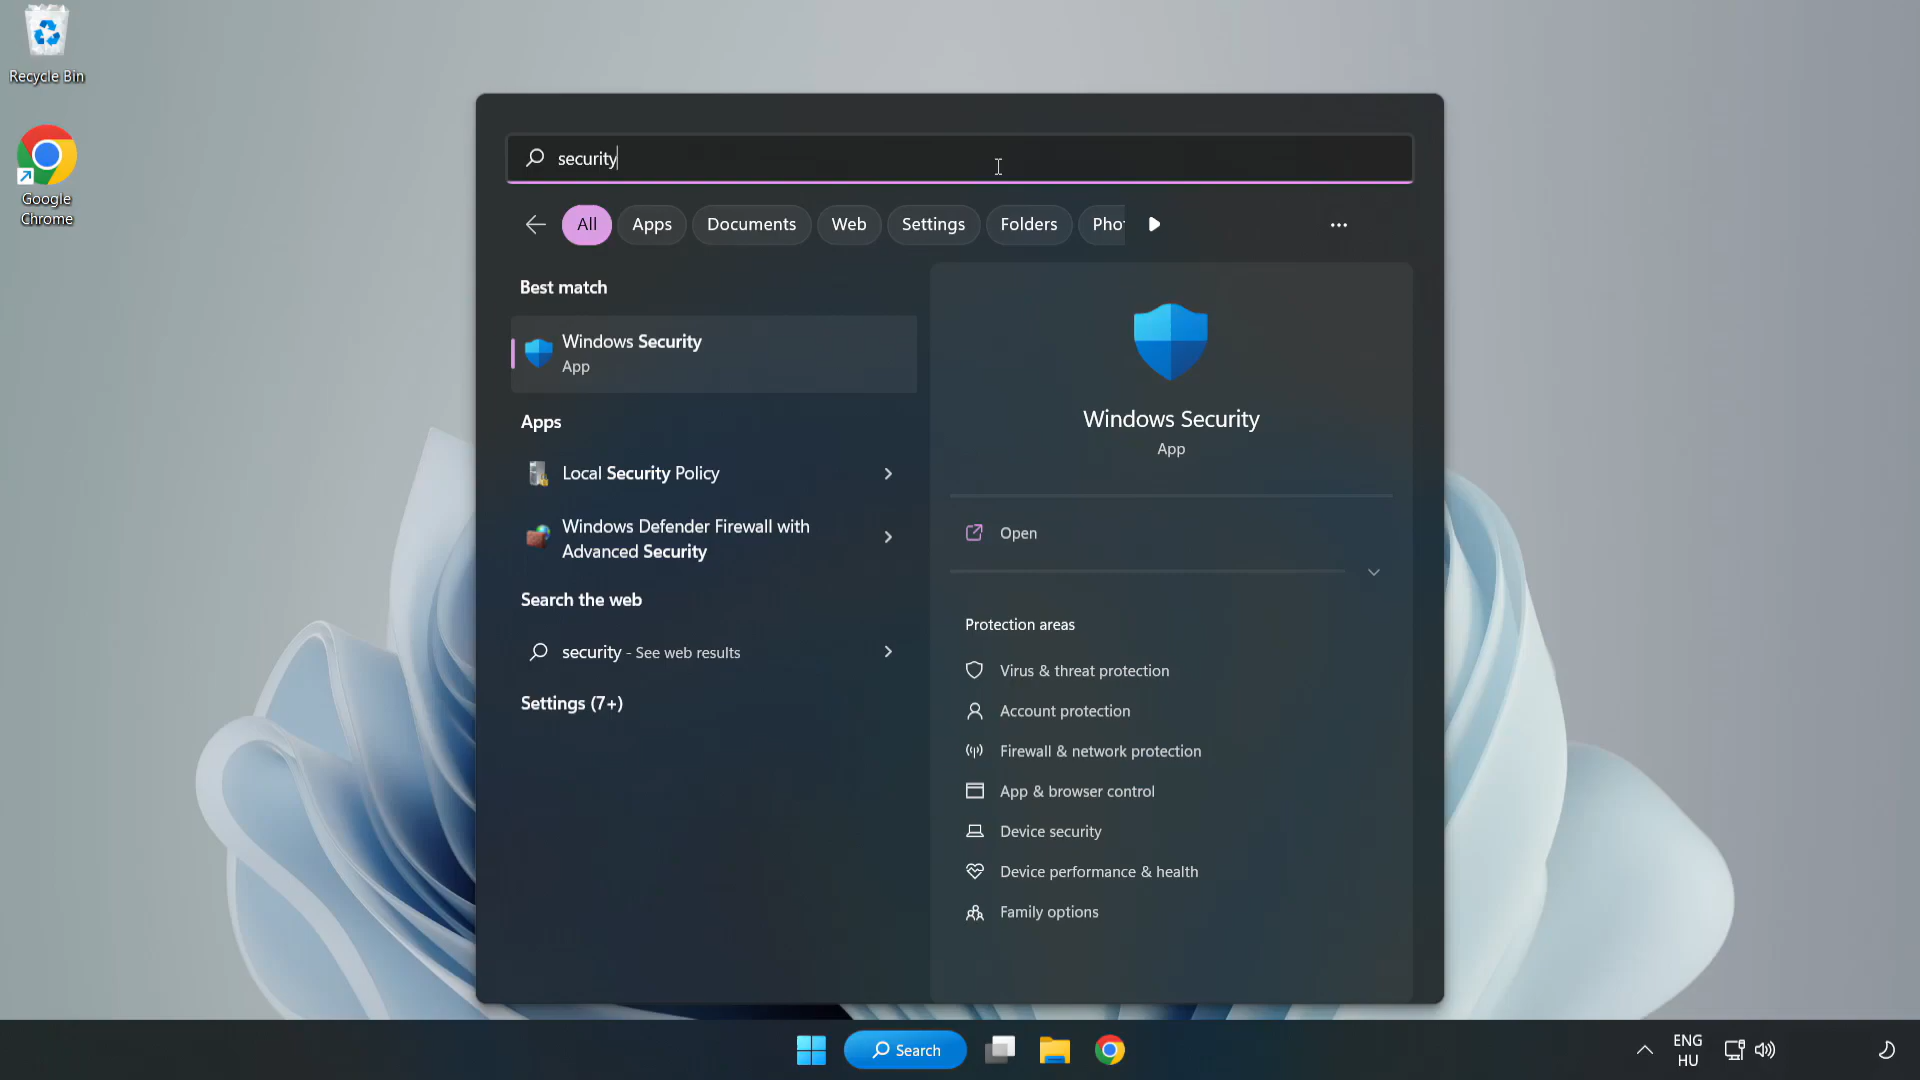 Recycle Bin
Google
Chrome
security
All
Apps
Documents
Web
Settings
Folders
Phot
Best match
Windows Security
App
Apps
Local Security Policy
Windows Defender Firewall with
Advanced Security
Search the web
security - See web results
Settings (7+)
Windows Security
App
Open
Protection areas
Virus & threat protection
Account protection
Firewall & network protection
App & browser control
Device security
Device performance & health
Family options
Search
ENG
HU